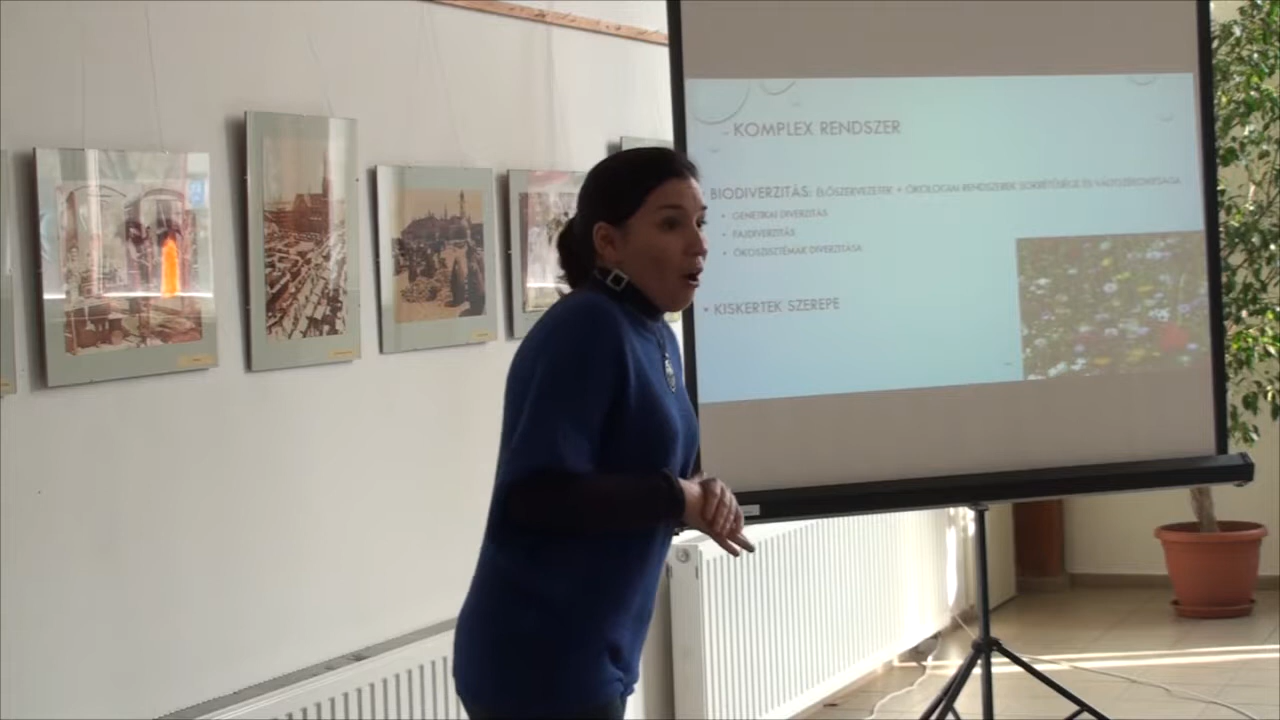 - KOMPLEX RENDSZER
BIODIVERZITÁS: ÉLŐSZERVEZETEK + ÖKOLÓGIAI RENDSZEREK SOKRÉTŰSÉGE ÉS VÁLTOZÉKONYSÁGA
• GENETIKAI DIVERZITÁS
• FAJDIVERZITÁS
• ÖKOSZISZTÉMÁK DIVERZITÁSA
• KISKERTEK SZEREPE